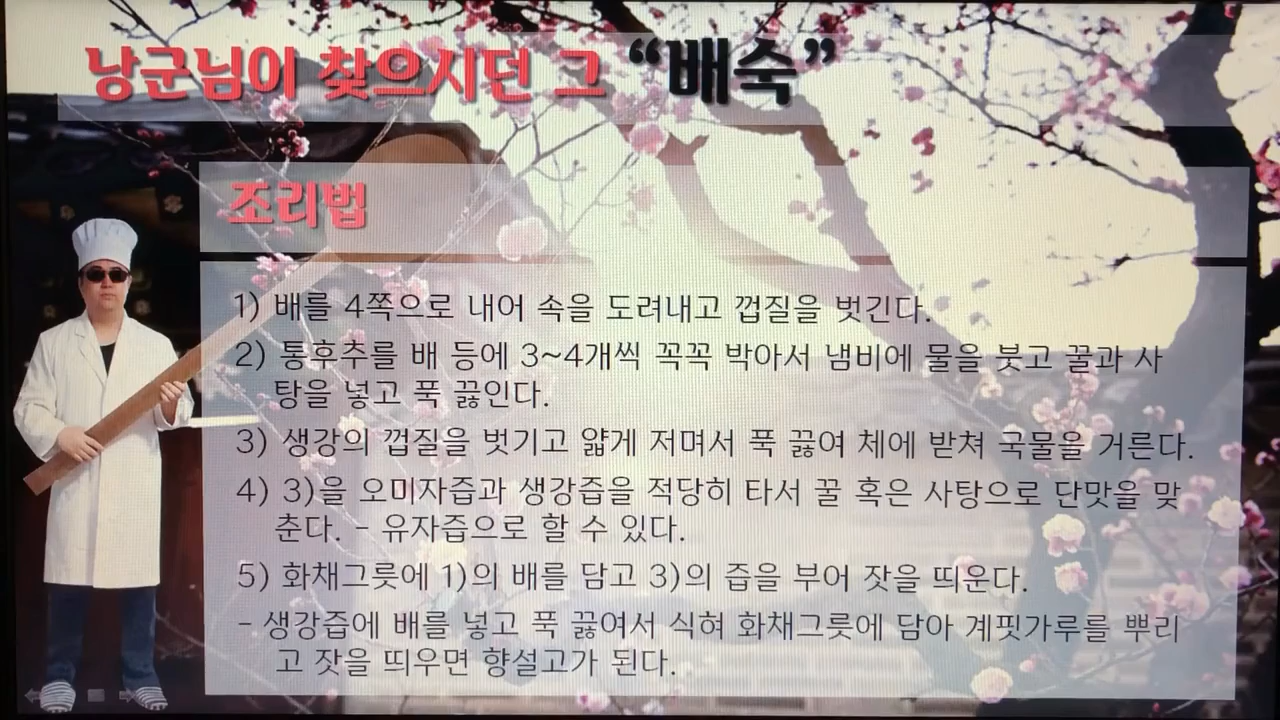 낭군님이 찾으시던 그 “배숙”
조리법
1) 배를 4쪽으로 내어 속을 도려내고 껍질을 벗긴다.
2) 통후추를 배 등에 3~4개씩 꼭꼭 박아서 냄비에 물을 붓고 꿀과 사
탕을 넣고 푹 끓인다.
3) 생강의 껍질을 벗기고 얇게 저며서 푹 끓여 체에 받쳐 국물을 거른다.
4) 3)을 오미자즙과 생강즙을 적당히 타서 꿀 혹은 사탕으로 단맛을 맞
춘다. - 유자즙으로 할 수 있다.
5) 화채그릇에 1)의 배를 담고 3)의 즙을 부어 잣을 띄운다.
- 생강즙에 배를 넣고 푹 끓여서 식혀 화채그릇에 담아 계핏가루를 뿌리
고 잣을 띄우면 향설고가 된다.